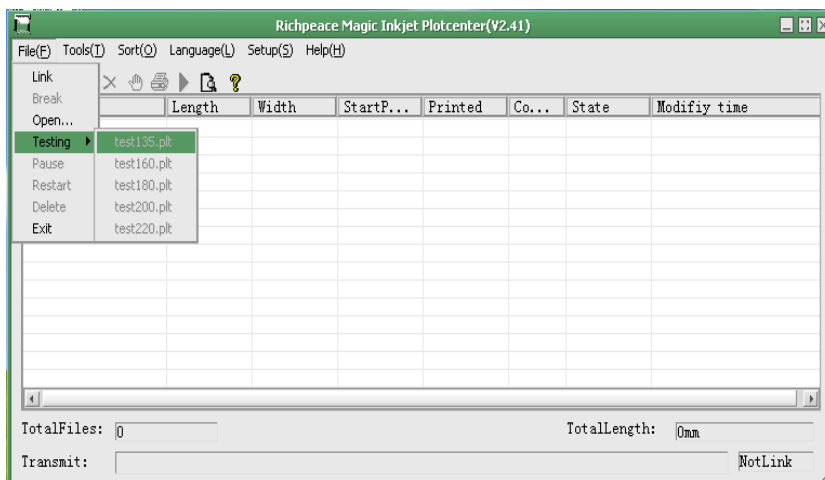 Richpeace Magic Inkjet Plotcenter(V2.41)
File(F) Tools(T) Sort(O) Language(L) Setup(S) Help(H)
Link
Break
Open...
Testing
Pause
Restart
Delete
Exit
test135.plt
test160.plt
test180.plt
test200.plt
test220.plt
Length Width StartP... Printed Co... State Modifiy time
TotalFiles: 0 TotalLength: 0mm
Transmit: NotLink